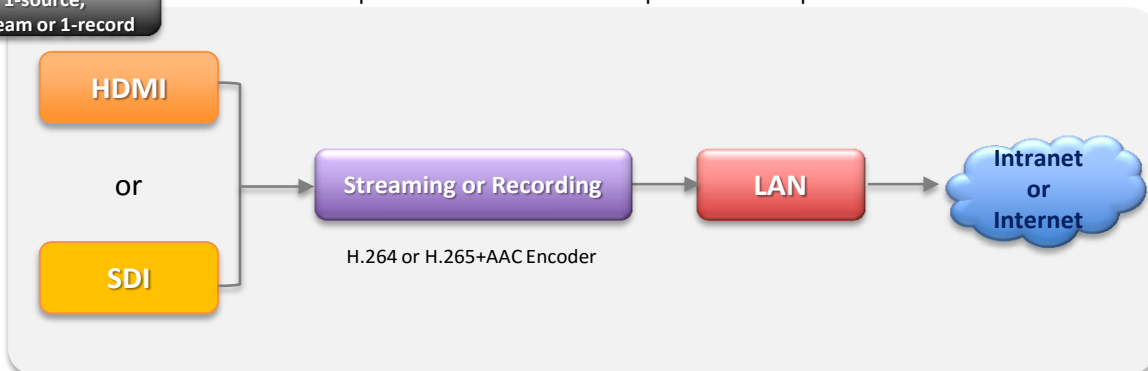 1-source,
eam or 1-record
HDMI
or
SDI
Streaming or Recording
H.264 or H.265+AAC Encoder
LAN
Intranet
or
Internet